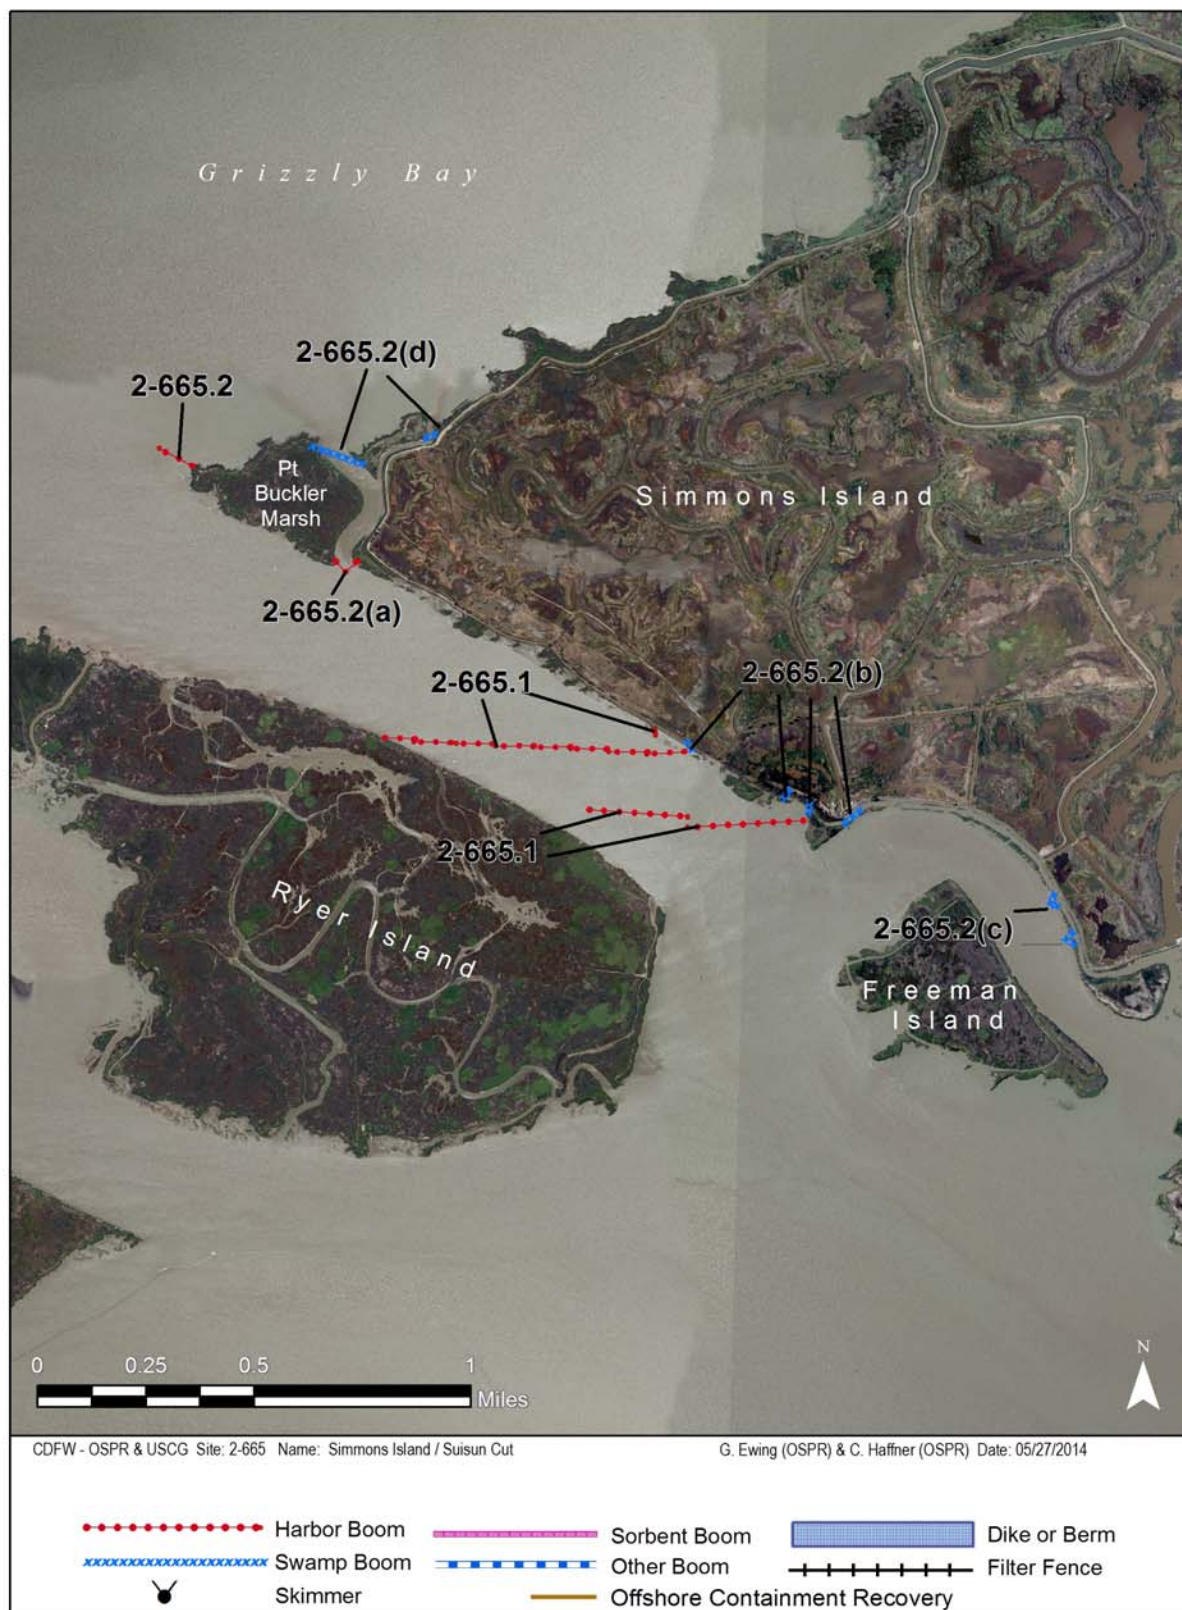 Grizzly Bay
2-665.2(d)
2-665.2
Pt
Buckler
Marsh
Simmons Island
2-665.2(a)
2-665.1
2-665.2(b)
2-665.1
Ryer Island
2-665.2(c)
Freeman
Island
N
0 0.25 0.5 1
Miles
CDFW - OSPR & USCG Site: 2-665 Name: Simmons Island / Suisun Cut
G. Ewing (OSPR) & C. Haffner (OSPR) Date: 05/27/2014
Harbor Boom
Sorbent Boom
Dike or Berm
Swamp Boom
Other Boom
Filter Fence
Skimmer
Offshore Containment Recovery